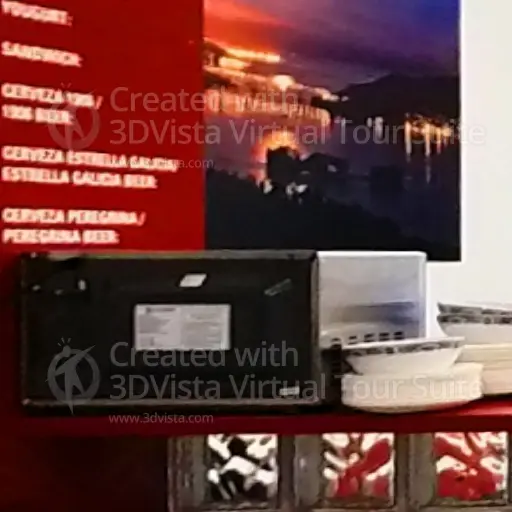 YOUGURT:
SANDWICH:
CERVEZA 1906 /
1906 BEER:
CERVEZA ESTRELLA GALICIA/
ESTRELLA GALICIA BEER:
CERVEZA PEREGRINA /
PEREGRINA BEER:
Created with
3DVista Virtual Tour Suite
www.3dvista.com
Created with
3DVista Virtual Tour Suite
www.3dvista.com